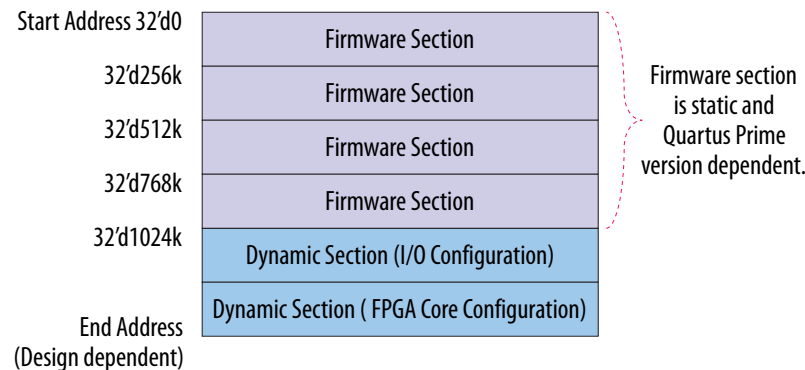 Start Address 32'd0
Firmware Section
32'd256k
Firmware Section
32'd512k
Firmware Section
32'd768k
Firmware Section
32'd1024k
Firmware section
is static and
Quartus Prime
version dependent.
Dynamic Section (I/O Configuration)
Dynamic Section ( FPGA Core Configuration)
End Address
(Design dependent)